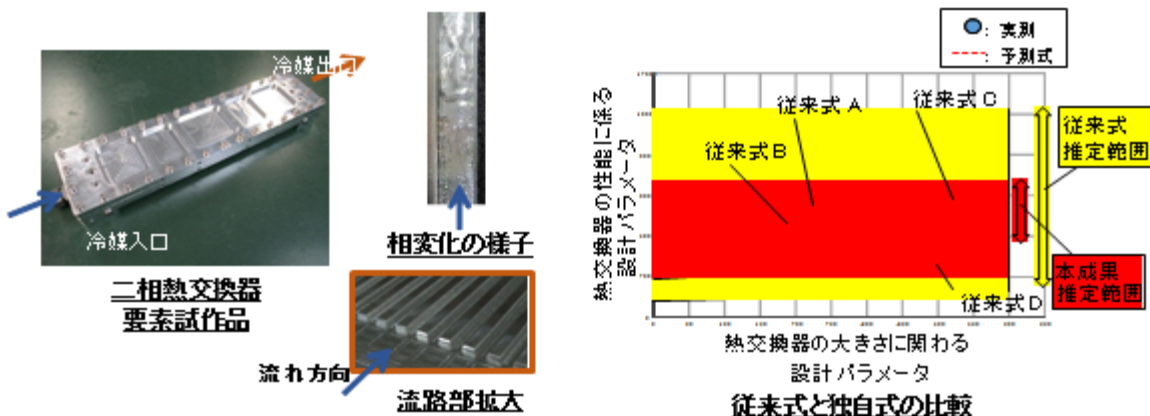 冷媒出口
冷媒入口
二相熱交換器
要素試作品
相変化の様子
流れ方向
流路部拡大
●: 実測
----: 予測式
熱交換器の性能に係る
設計パラメータ
従来式A
従来式B
従来式C
従来式D
従来式
推定範囲
本成果
推定範囲
熱交換器の大きさに関わる
設計パラメータ
従来式と独自式の比較